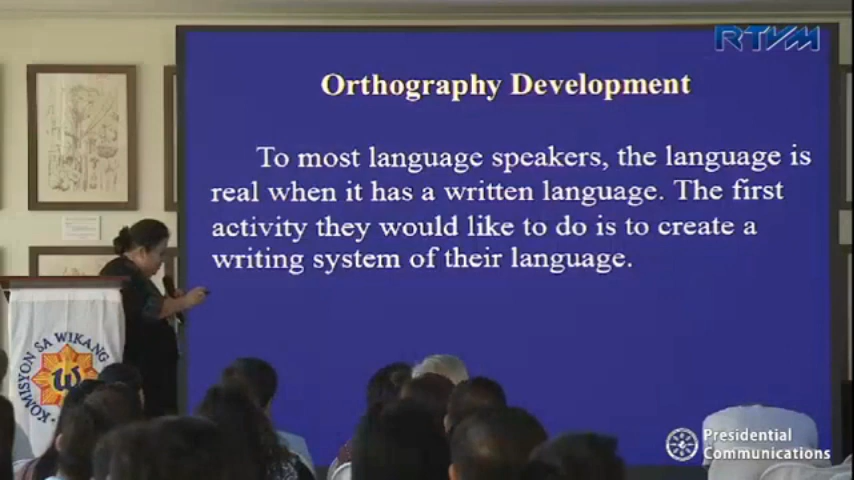 RTVM
Orthography Development
To most language speakers, the language is
real when it has a written language. The first
activity they would like to do is to create a
writing system of their language.
KOMISYON SA WIKANG
W
Presidential
Communications